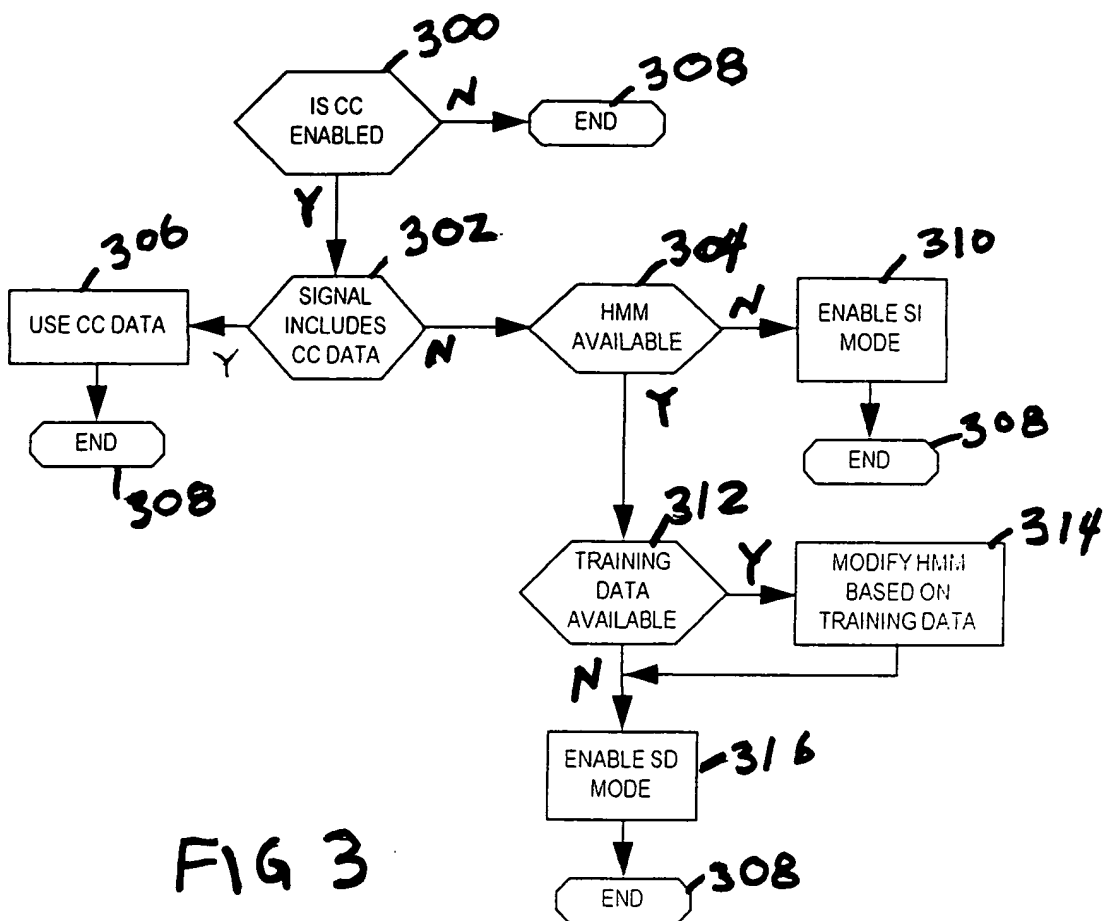 300
IS CC
ENABLED
N
308
END
Y
302
306
USE CC DATA
Y
SIGNAL
INCLUDES
CC DATA
N
304
HMM
AVAILABLE
N
310
ENABLE SI
MODE
END
308
Y
END
308
312
TRAINING
DATA
AVAILABLE
Y
314
MODIFY HMM
BASED ON
TRAINING DATA
N
ENABLE SD
MODE
316
END
308
FIG 3